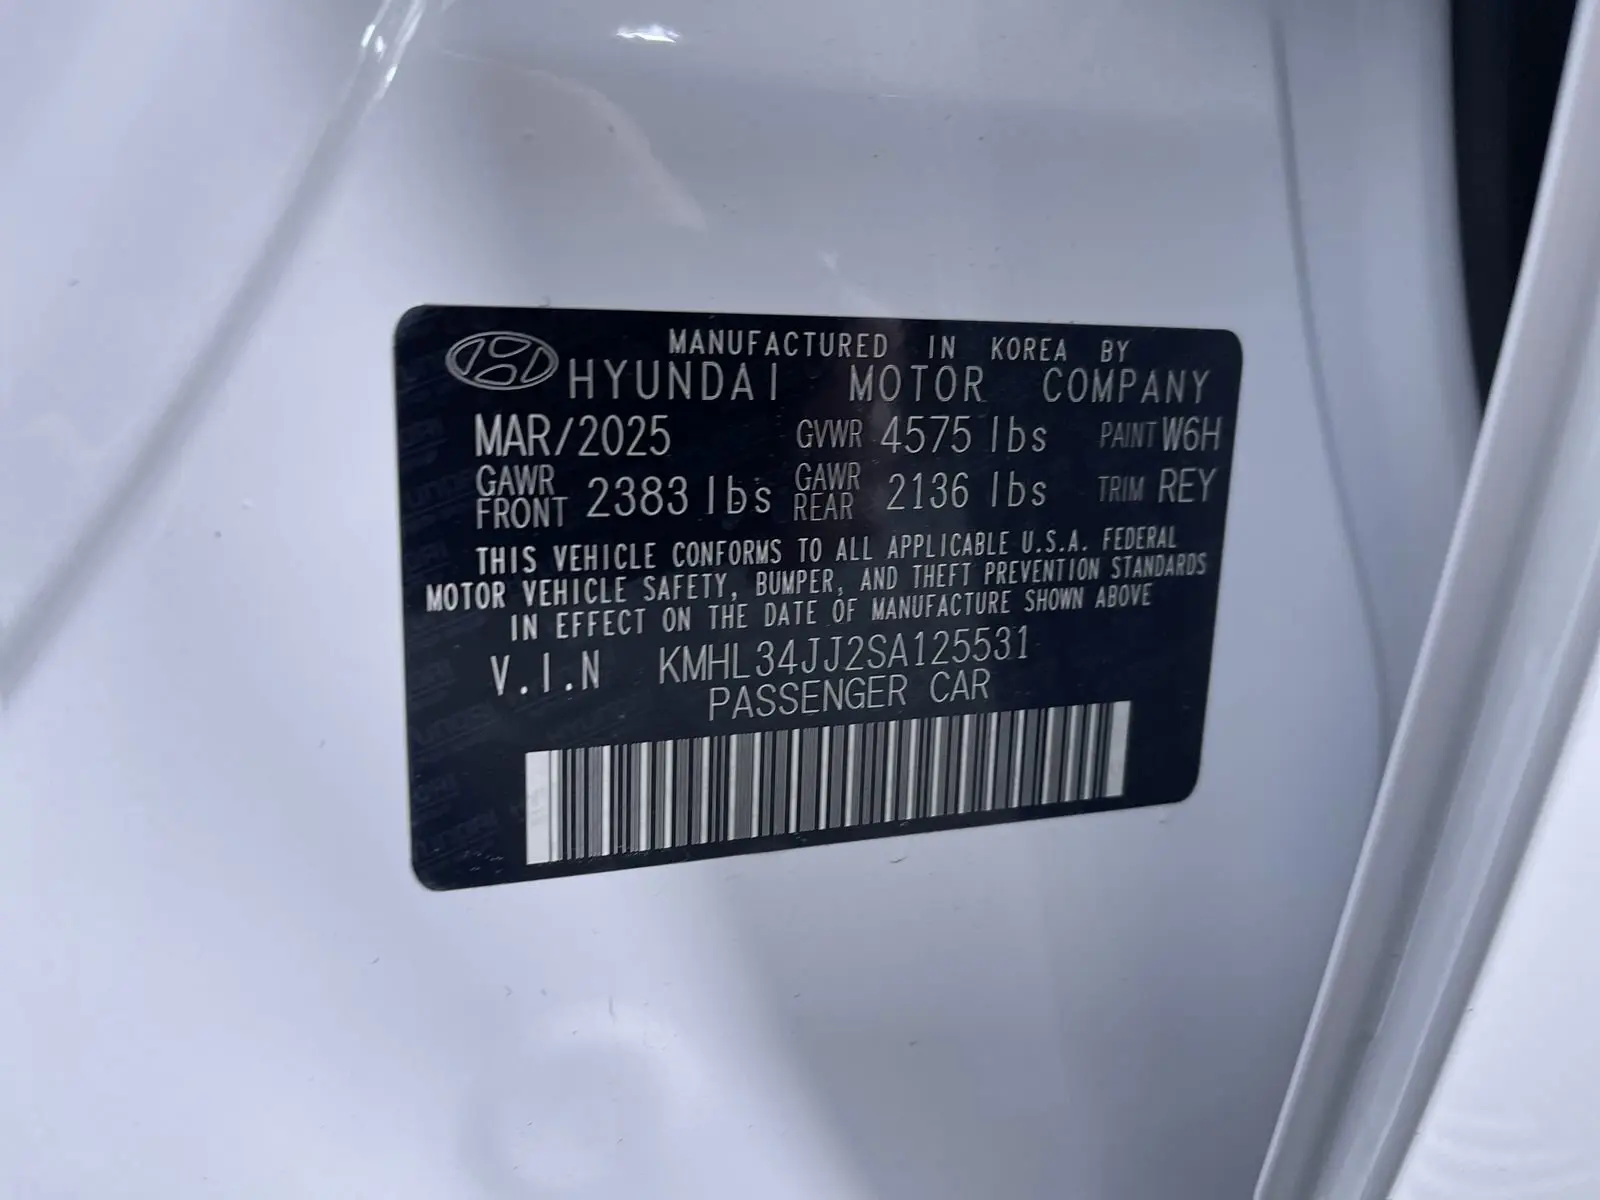 MANUFACTURED IN KOREA BY
HYUNDAI MOTOR COMPANY
MAR/2025 GVWR 4575 lbs PAINT W6H
GAWR FRONT 2383 lbs GAWR REAR 2136 lbs TRIM REY
THIS VEHICLE CONFORMS TO ALL APPLICABLE U.S.A. FEDERAL
MOTOR VEHICLE SAFETY, BUMPER, AND THEFT PREVENTION STANDARDS
IN EFFECT ON THE DATE OF MANUFACTURE SHOWN ABOVE
V.I.N KMHL34JJ2SA125531
PASSENGER CAR